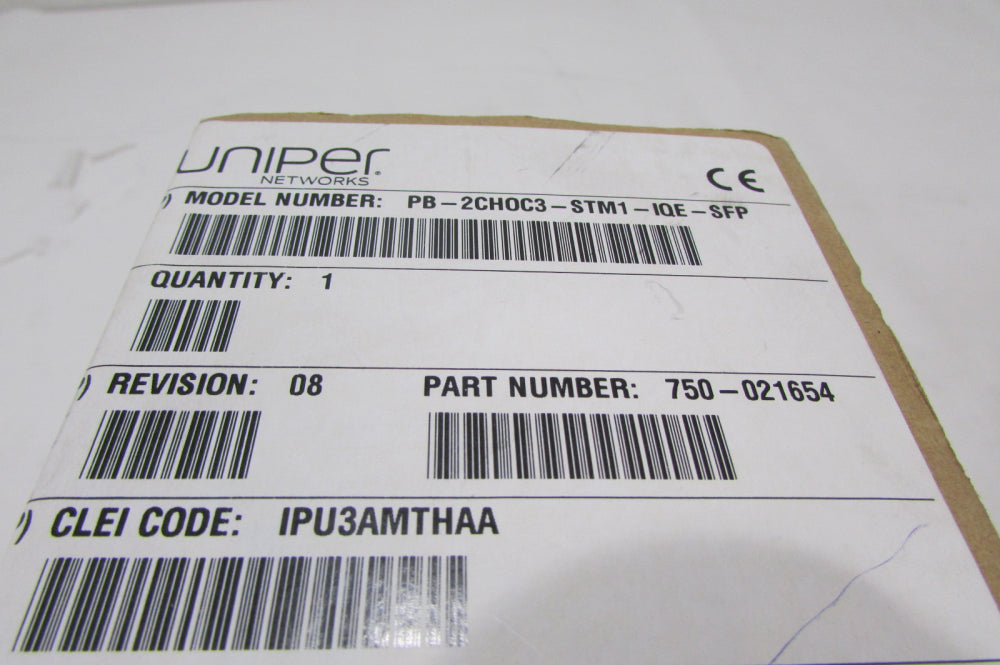 uniper
NETWORKS
CE
) MODEL NUMBER: PB-2CHOC3-STM1-IQE-SFP
QUANTITY: 1
) REVISION: 08 PART NUMBER: 750-021654
) CLEI CODE: IPU3AMTHAA